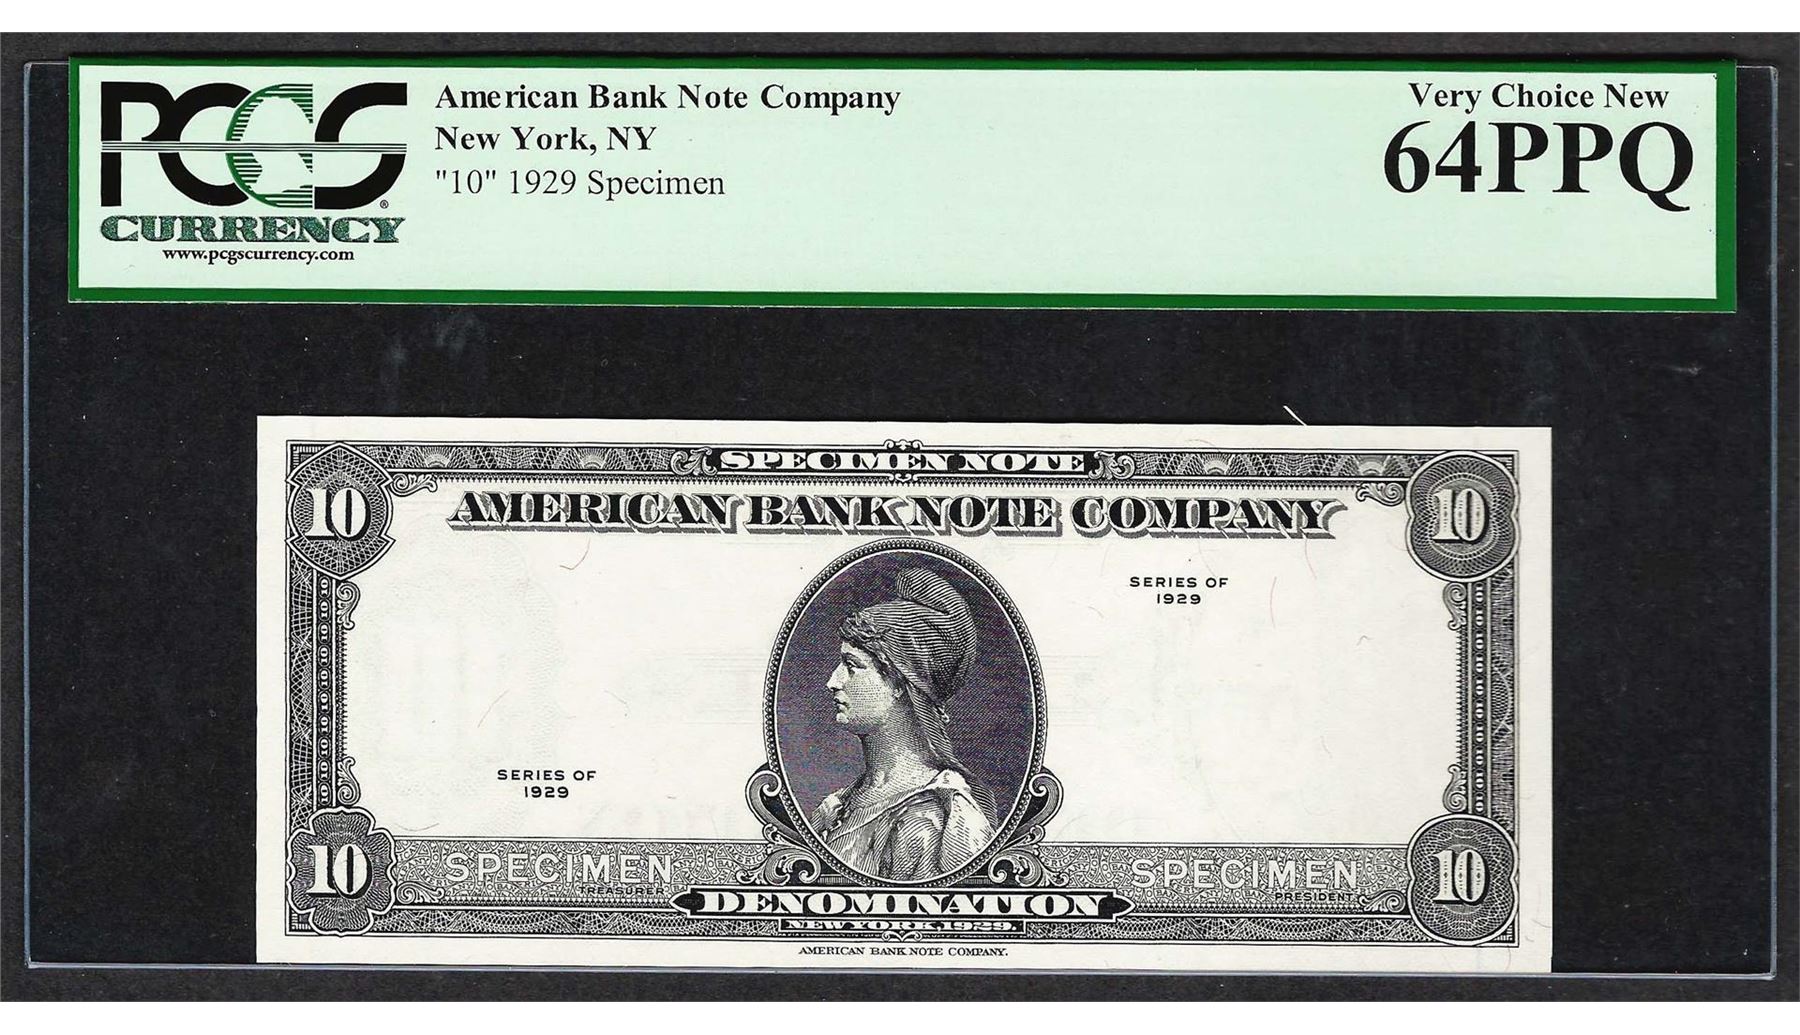 PCGS
CURRENCY
www.pcgscurrency.com
American Bank Note Company
New York, NY
"10" 1929 Specimen
Very Choice New
64PPQ
SPECIMEN NOTE
10
10
AMERICAN BANK NOTE COMPANY
SERIES OF
1929
SERIES OF
1929
10
10
SPECIMEN
TREASURER
SPECIMEN
PRESIDENT
DENOMINATION
NEW YORK 1929.
AMERICAN BANK NOTE COMPANY.